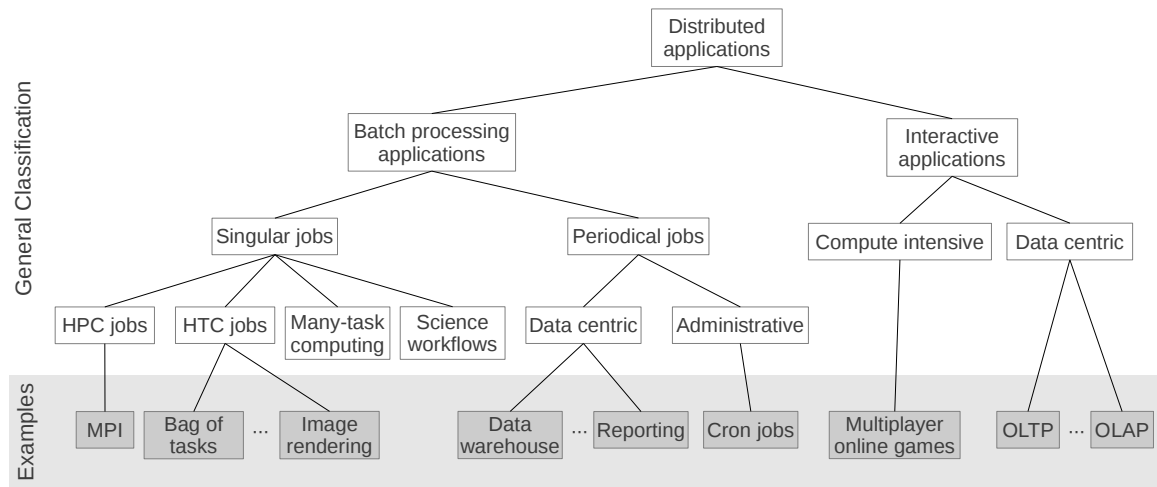 Distributed
applications
General Classification
Batch processing
applications
Interactive
applications
Singular jobs
Periodical jobs
Compute intensive
Data centric
HPC jobs
HTC jobs
Many-task
computing
Science
workflows
Data centric
Administrative
Examples
MPI
Bag of
tasks
...
Image
rendering
Data
warehouse
...
Reporting
Cron jobs
Multiplayer
online games
OLTP
...
OLAP